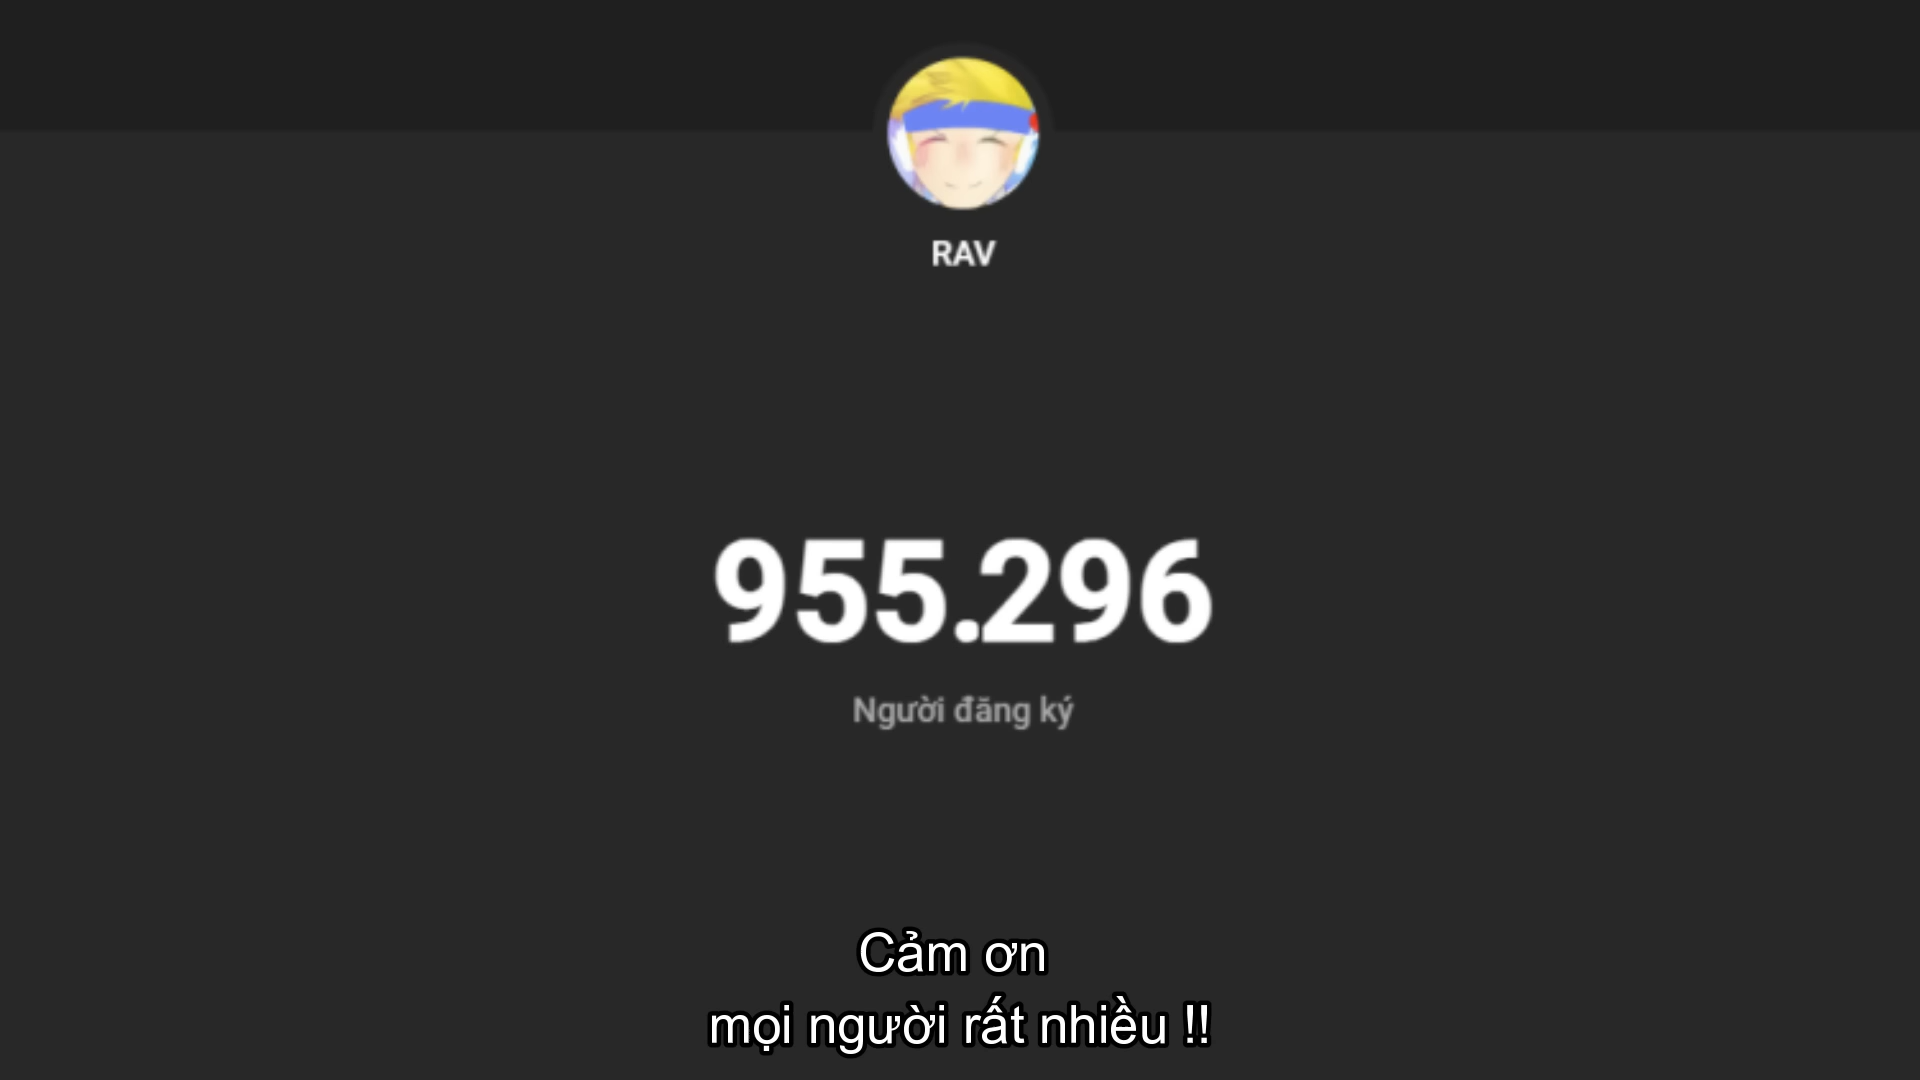 RAV
955.296
Người đăng ký
Cảm ơn
mọi người rất nhiều !!